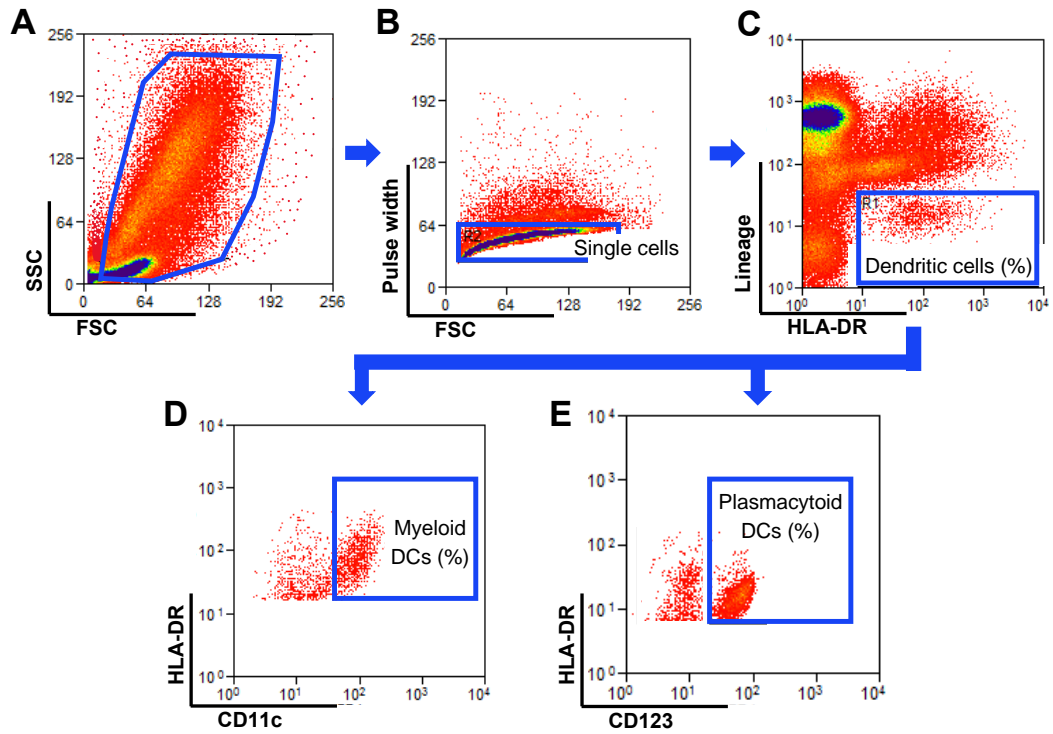 A
256
192
128
64
0
SSC
0 64 128 192 256
FSC
B
256
192
128
64
0
Pulse width
R2
Single cells
0 64 128 192 256
FSC
C
10⁴
10³
10²
10¹
10⁰
Lineage
R1
Dendritic cells (%)
10⁰ 10¹ 10² 10³ 10⁴
HLA-DR
D
10⁴
10³
10²
10¹
10⁰
HLA-DR
Myeloid
DCs (%)
10⁰ 10¹ 10² 10³ 10⁴
CD11c
E
10⁴
10³
10²
10¹
10⁰
HLA-DR
Plasmacytoid
DCs (%)
10⁰ 10¹ 10² 10³ 10⁴
CD123